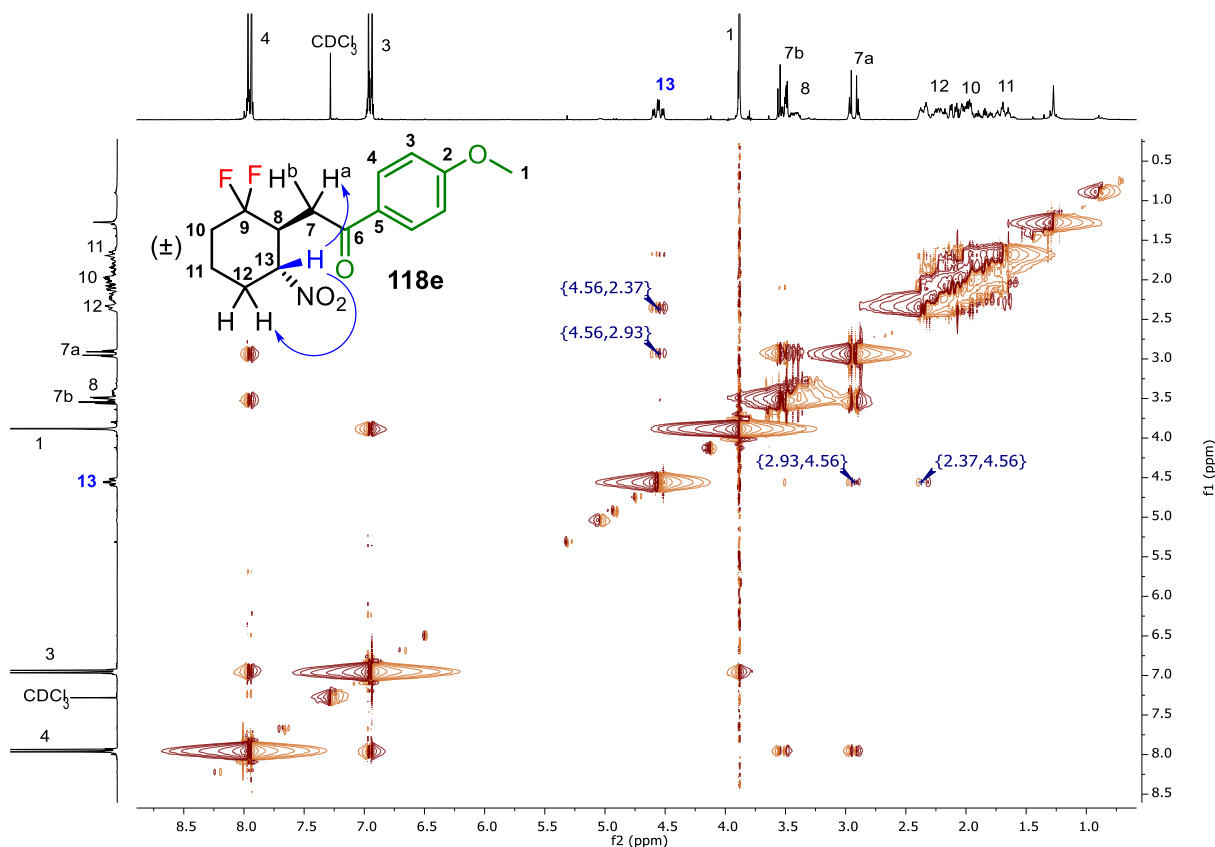 4
CDCl3
3
1
13
7b
8
7a
12
10
11
F F
Hb
Ha
3
4
2
O
1
9
8
7
5
6
10
(±)
11
12
13
H
O
118e
NO2
H
H
11
10
12
7a
8
7b
1
13
3
CDCl3
4
{4.56,2.37}
{4.56,2.93}
{2.93,4.56}
{2.37,4.56}
0.5
1.0
1.5
2.0
2.5
3.0
3.5
4.0
4.5
5.0
5.5
6.0
6.5
7.0
7.5
8.0
8.5
f1 (ppm)
8.5 8.0 7.5 7.0 6.5 6.0 5.5 5.0 4.5 4.0 3.5 3.0 2.5 2.0 1.5 1.0
f2 (ppm)